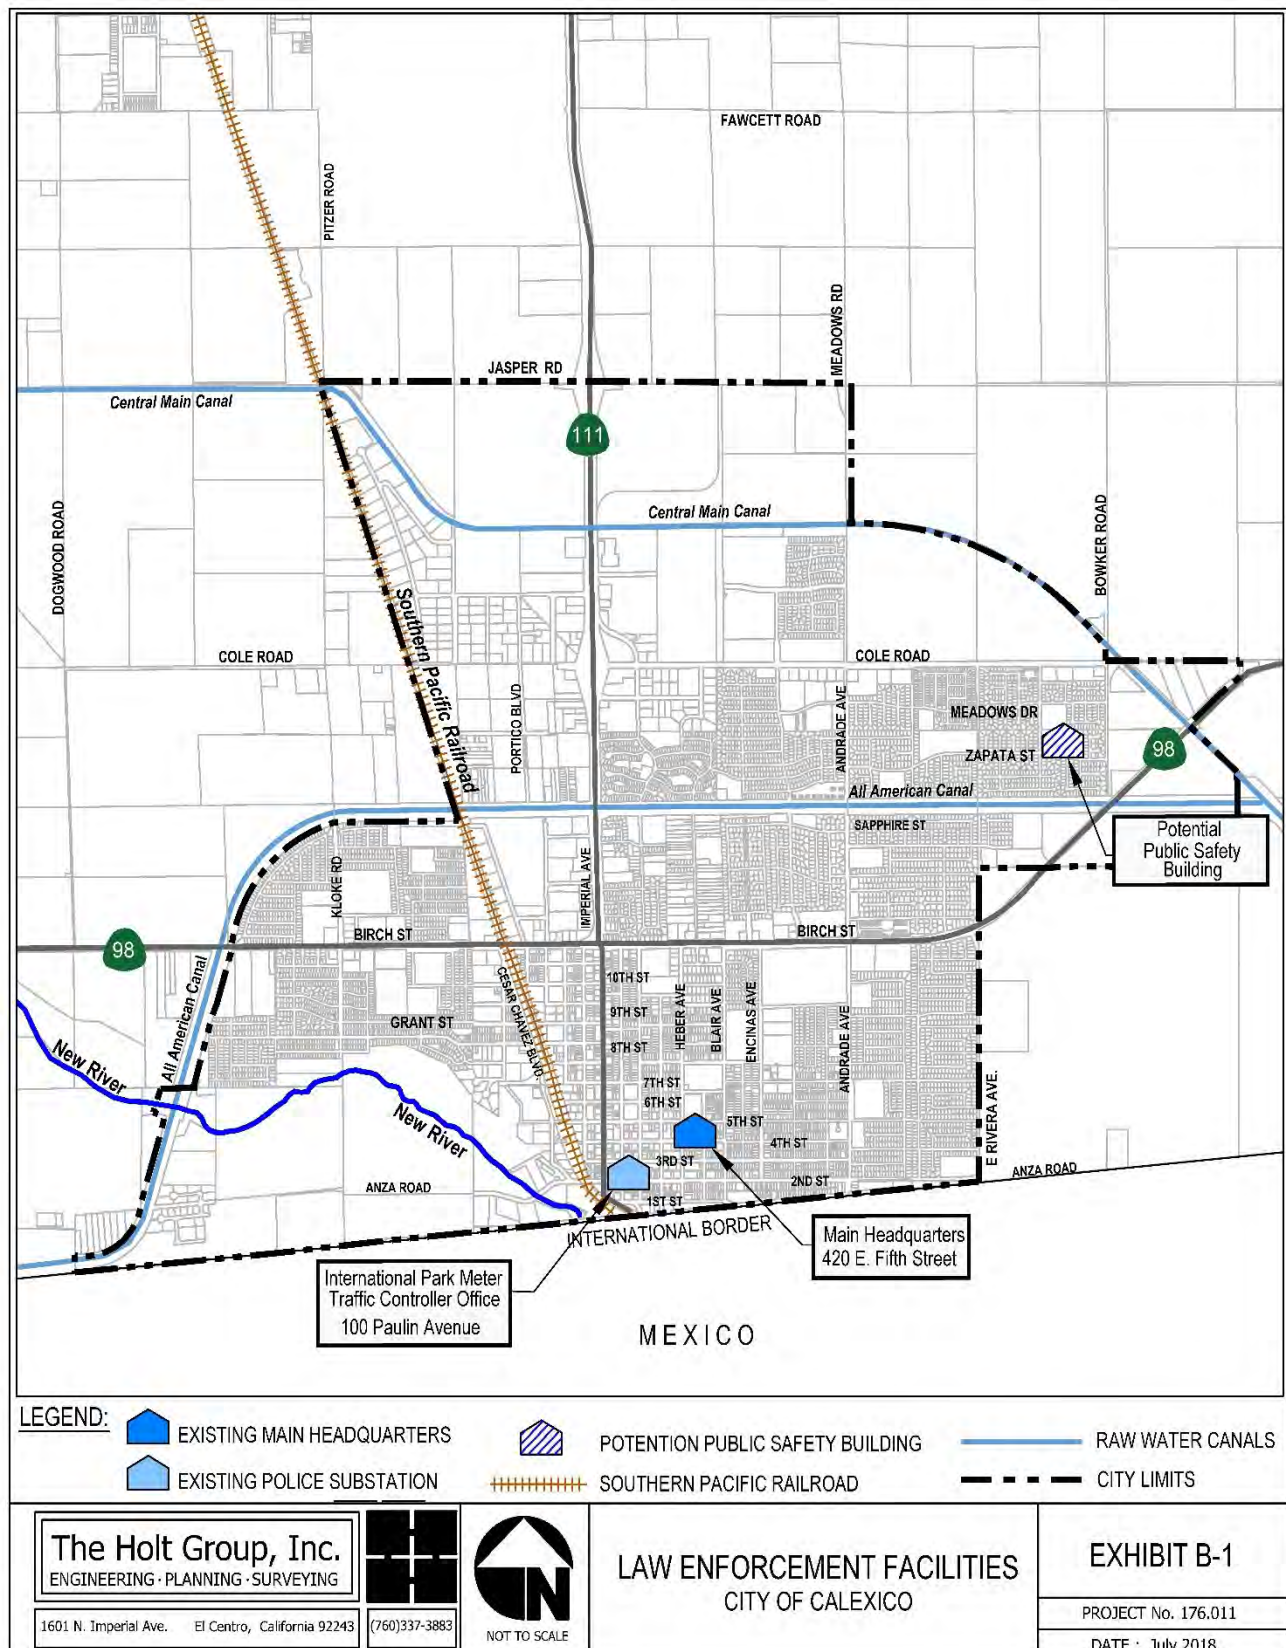 FAWCETT ROAD
PITZER ROAD
MEADOWS RD
JASPER RD
Central Main Canal
111
Central Main Canal
DOGWOOD ROAD
BOWKER ROAD
Southern Pacific Railroad
COLE ROAD
COLE ROAD
PORTICO BLVD
ANDRADE AVE
MEADOWS DR
ZAPATA ST
98
All American Canal
SAPPHIRE ST
Potential
Public Safety
Building
KLOKE RD
IMPERIAL AVE
BIRCH ST
BIRCH ST
98
All American Canal
CESAR CHAVEZ BLVD.
10TH ST
HEBER AVE
BLAIR AVE
ENCINAS AVE
9TH ST
GRANT ST
ANDRADE AVE
8TH ST
New River
7TH ST
6TH ST
New River
5TH ST
4TH ST
E RIVERA AVE.
3RD ST
ANZA ROAD
2ND ST
ANZA ROAD
1ST ST
INTERNATIONAL BORDER
Main Headquarters
420 E. Fifth Street
International Park Meter
Traffic Controller Office
100 Paulin Avenue
MEXICO
LEGEND:
EXISTING MAIN HEADQUARTERS
POTENTION PUBLIC SAFETY BUILDING
RAW WATER CANALS
EXISTING POLICE SUBSTATION
SOUTHERN PACIFIC RAILROAD
CITY LIMITS
The Holt Group, Inc.
ENGINEERING · PLANNING · SURVEYING
1601 N. Imperial Ave. El Centro, California 92243
(760)337-3883
N
NOT TO SCALE
LAW ENFORCEMENT FACILITIES
CITY OF CALEXICO
EXHIBIT B-1
PROJECT No. 176.011
DATE : July 2018